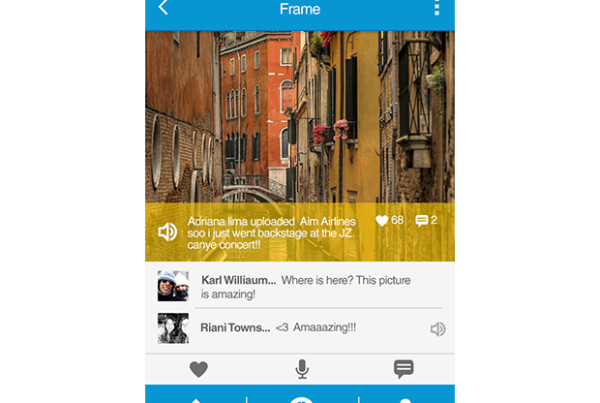 Frame
Adriana lima uploaded Aim Airlines
soo i just went backstage at the JZ
canye concert!!
68
2
Karl Williaum... Where is here? This picture
is amazing!
Riani Towns... <3 Amaaazing!!!